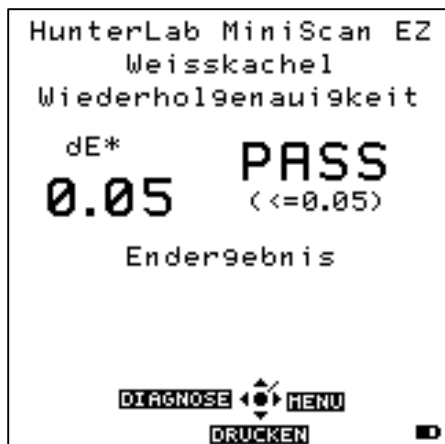 HunterLab MiniScan EZ
Weisskachel
Wiederholgenauigkeit
dE*
PASS
0.05
(<=0.05)
Endergebnis
DIAGNOSE
MENU
DRUCKEN